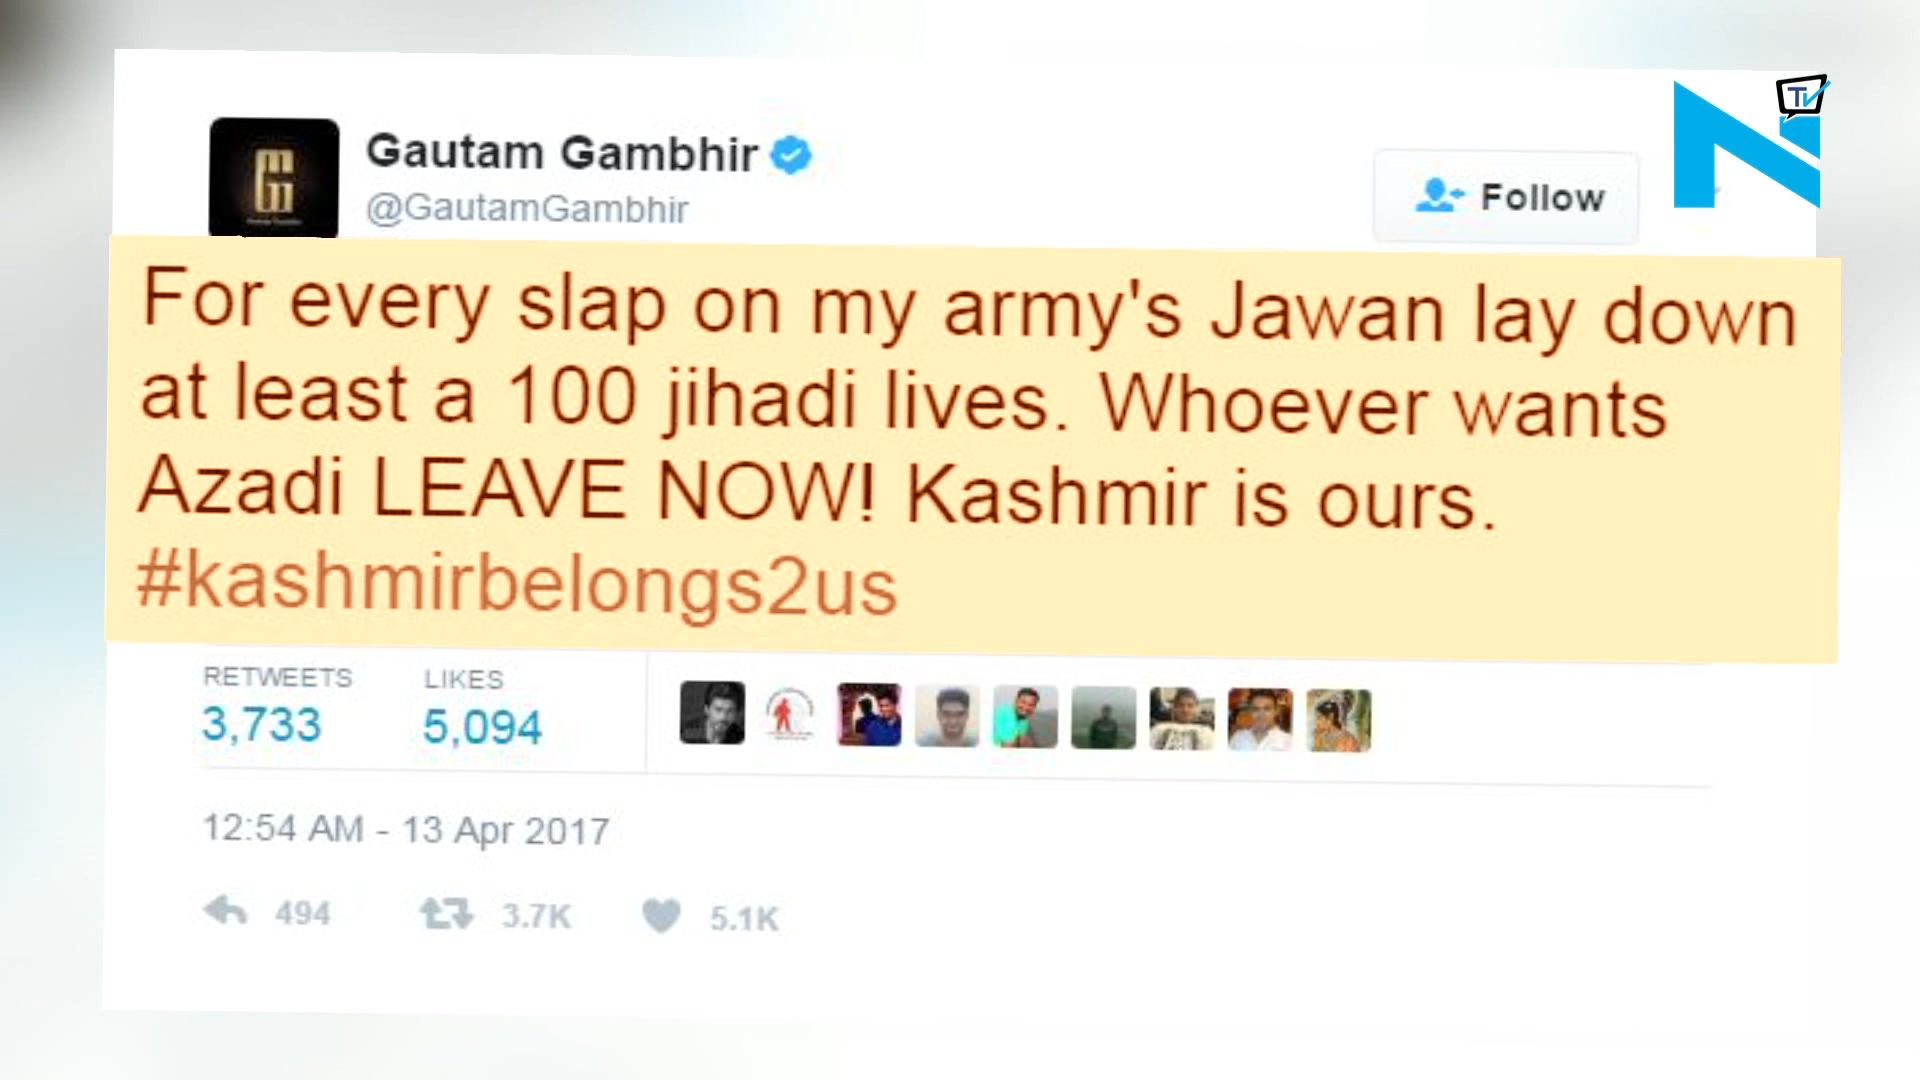 TV
Gautam Gambhir
@GautamGambhir
Follow
For every slap on my army's Jawan lay down
at least a 100 jihadi lives. Whoever wants
Azadi LEAVE NOW! Kashmir is ours.
#kashmirbelongs2us
RETWEETS LIKES
3,733 5,094
12:54 AM - 13 Apr 2017
494 3.7K 5.1K